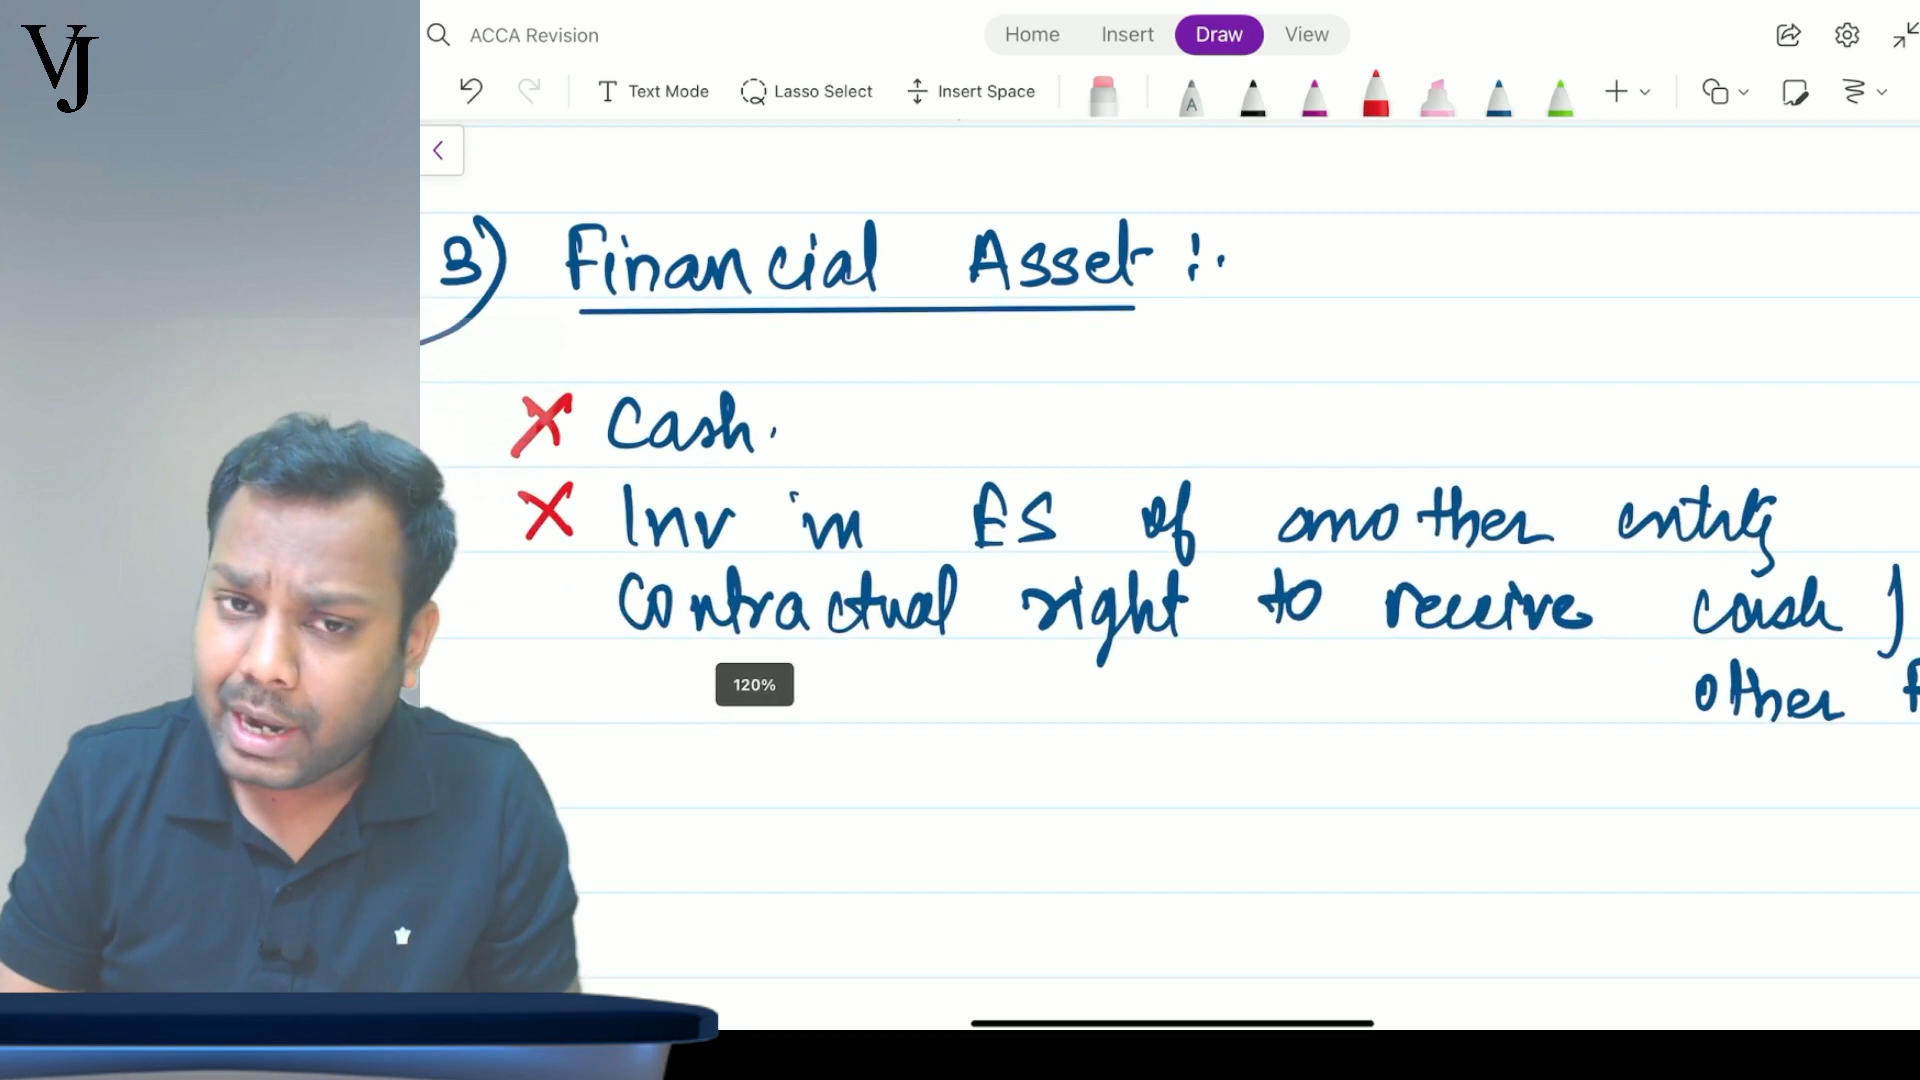 VJ
ACCA Revision
Home Insert Draw View
Text Mode Lasso Select Insert Space
A
3) Financial Asset :.
X Cash.
X Inv in ES of another entity
contractual right to receive cash /
other
120%